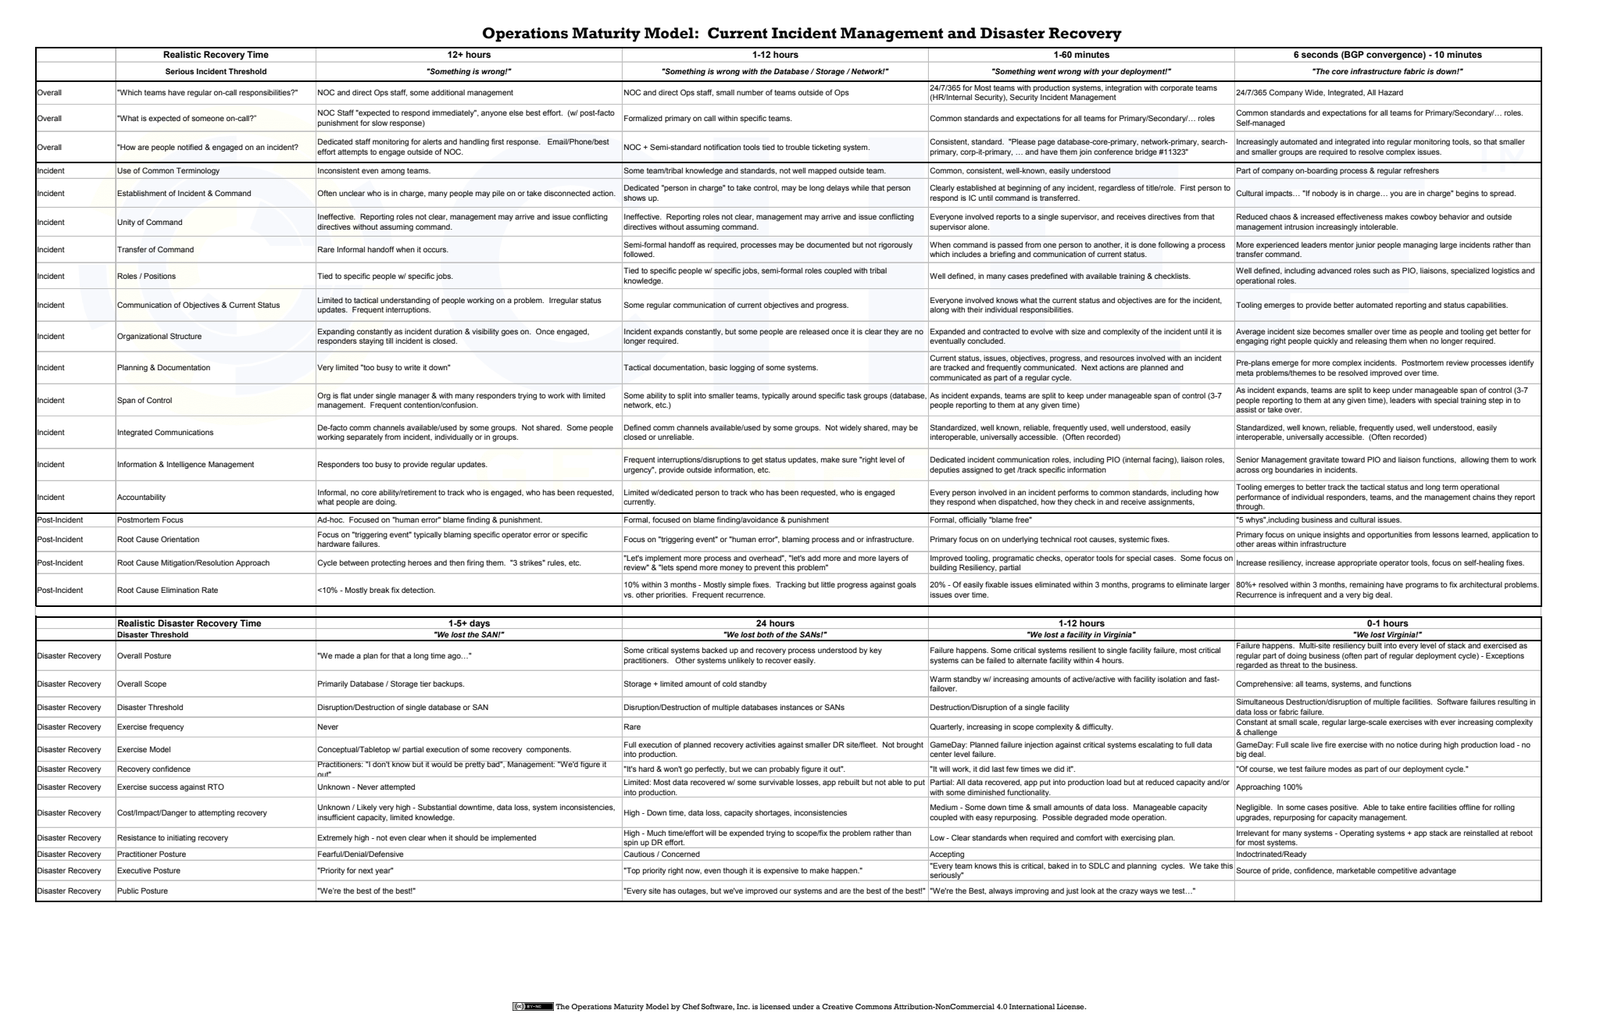 Operations Maturity Model:  Current Incident Management and Disaster Recovery
Realistic Recovery Time	12+ hours	1-12 hours	1-60 minutes	6 seconds (BGP convergence) - 10 minutes
Serious Incident Threshold	"Something is wrong!"	"Something is wrong with the Database / Storage / Network!"	"Something went wrong with your deployment!"	"The core infrastructure fabric is down!"
Overall	"Which teams have regular on-call responsibilities?"	NOC and direct Ops staff, some additional management	NOC and direct Ops staff, small number of teams outside of Ops	24/7/365 for Most teams with production systems, integration with corporate teams (HR/Internal Security), Security Incident Management	24/7/365 Company Wide, Integrated, All Hazard
Overall	"What is expected of someone on-call?"	NOC Staff "expected to respond immediately", anyone else best effort.  (w/ post-facto punishment for slow response)	Formalized primary on call within specific teams.	Common standards and expectations for all teams for Primary/Secondary/… roles	Common standards and expectations for all teams for Primary/Secondary/… roles. Self-managed
Overall	"How are people notified & engaged on an incident?	Dedicated staff monitoring for alerts and handling first response.   Email/Phone/best effort attempts to engage outside of NOC.	NOC + Semi-standard notification tools tied to trouble ticketing system.	Consistent, standard.  "Please page database-core-primary, network-primary, search-primary, corp-it-primary, … and have them join conference bridge #11323"	Increasingly automated and integrated into regular monitoring tools, so that smaller and smaller groups are required to resolve complex issues.
Incident	Use of Common Terminology	Inconsistent even among teams.	Some team/tribal knowledge and standards, not well mapped outside team.	Common, consistent, well-known, easily understood	Part of company on-boarding process & regular refreshers
Incident	Establishment of Incident & Command	Often unclear who is in charge, many people may pile on or take disconnected action.	Dedicated "person in charge" to take control, may be long delays while that person shows up.	Clearly established at beginning of any incident, regardless of title/role.  First person to respond is IC until command is transferred.	Cultural impacts… "If nobody is in charge… you are in charge" begins to spread.
Incident	Unity of Command	Ineffective.  Reporting roles not clear, management may arrive and issue conflicting directives without assuming command.	Ineffective.  Reporting roles not clear, management may arrive and issue conflicting directives without assuming command.	Everyone involved reports to a single supervisor, and receives directives from that supervisor alone.	Reduced chaos & increased effectiveness makes cowboy behavior and outside management intrusion increasingly intolerable.
Incident	Transfer of Command	Rare Informal handoff when it occurs.	Semi-formal handoff as required, processes may be documented but not rigorously followed.	When command is passed from one person to another, it is done following a process which includes a briefing and communication of current status.	More experienced leaders mentor junior people managing large incidents rather than transfer command.
Incident	Roles / Positions	Tied to specific people w/ specific jobs.	Tied to specific people w/ specific jobs, semi-formal roles coupled with tribal knowledge.	Well defined, in many cases predefined with available training & checklists.	Well defined, including advanced roles such as PIO, liaisons, specialized logistics and operational roles.
Incident	Communication of Objectives & Current Status	Limited to tactical understanding of people working on a problem.  Irregular status updates.  Frequent interruptions.	Some regular communication of current objectives and progress.	Everyone involved knows what the current status and objectives are for the incident, along with their individual responsibilities.	Tooling emerges to provide better automated reporting and status capabilities.
Incident	Organizational Structure	Expanding constantly as incident duration & visibility goes on.  Once engaged, responders staying till incident is closed.	Incident expands constantly, but some people are released once it is clear they are no longer required.	Expanded and contracted to evolve with size and complexity of the incident until it is eventually concluded.	Average incident size becomes smaller over time as people and tooling get better for engaging right people quickly and releasing them when no longer required.
Incident	Planning & Documentation	Very limited "too busy to write it down"	Tactical documentation, basic logging of some systems.	Current status, issues, objectives, progress, and resources involved with an incident are tracked and frequently communicated.  Next actions are planned and communicated as part of a regular cycle.	Pre-plans emerge for more complex incidents.  Postmortem review processes identify meta problems/themes to be resolved improved over time.
Incident	Span of Control	Org is flat under single manager & with many responders trying to work with limited management.  Frequent contention/confusion.	Some ability to split into smaller teams, typically around specific task groups (database, network, etc.)	As incident expands, teams are split to keep under manageable span of control (3-7 people reporting to them at any given time)	As incident expands, teams are split to keep under manageable span of control (3-7 people reporting to them at any given time), leaders with special training step in to assist or take over.
Incident	Integrated Communications	De-facto comm channels available/used by some groups.  Not shared.  Some people working separately from incident, individually or in groups.	Defined comm channels available/used by some groups.  Not widely shared, may be closed or unreliable.	Standardized, well known, reliable, frequently used, well understood, easily interoperable, universally accessible.  (Often recorded)	Standardized, well known, reliable, frequently used, well understood, easily interoperable, universally accessible.  (Often recorded)
Incident	Information & Intelligence Management	Responders too busy to provide regular updates.	Frequent interruptions/disruptions to get status updates, make sure "right level of urgency", provide outside information, etc.	Dedicated incident communication roles, including PIO (internal facing), liaison roles, deputies assigned to get /track specific information	Senior Management gravitate toward PIO and liaison functions,  allowing them to work across org boundaries in incidents.
Incident	Accountability	Informal, no core ability/retirement to track who is engaged, who has been requested, what people are doing.	Limited w/dedicated person to track who has been requested, who is engaged currently.	Every person involved in an incident performs to common standards, including how they respond when dispatched, how they check in and receive assignments,	Tooling emerges to better track the tactical status and long term operational performance of individual responders, teams, and the management chains they report through.
Post-Incident	Postmortem Focus	Ad-hoc.  Focused on "human error" blame finding & punishment.	Formal, focused on blame finding/avoidance & punishment	Formal, officially "blame free"	"5 whys",including business and cultural issues.
Post-Incident	Root Cause Orientation	Focus on "triggering event" typically blaming specific operator error or specific hardware failures.	Focus on "triggering event" or "human error", blaming process and or infrastructure.	Primary focus on on underlying technical root causes, systemic fixes.	Primary focus on unique insights and opportunities from lessons learned, application to other areas within infrastructure
Post-Incident	Root Cause Mitigation/Resolution Approach	Cycle between protecting heroes and then firing them.  "3 strikes" rules, etc.	"Let's implement more process and overhead", "let's add more and more layers of review" & "lets spend more money to prevent this problem"	Improved tooling, programatic checks, operator tools for special cases.  Some focus on building Resiliency, partial	Increase resiliency, increase appropriate operator tools, focus on self-healing fixes.
Post-Incident	Root Cause Elimination Rate	<10% - Mostly break fix detection.	10% within 3 months - Mostly simple fixes.  Tracking but little progress against goals vs. other priorities.  Frequent recurrence.	20% - Of easily fixable issues eliminated within 3 months, programs to eliminate larger issues over time.	80%+ resolved within 3 months, remaining have programs to fix architectural problems.  Recurrence is infrequent and a very big deal.
Realistic Disaster Recovery Time	1-5+ days	24 hours	1-12 hours	0-1 hours
Disaster Threshold	"We lost the SAN!"	"We lost both of the SANs!"	"We lost a facility in Virginia"	"We lost Virginia!"
Disaster Recovery	Overall Posture	"We made a plan for that a long time ago…"	Some critical systems backed up and recovery process understood by key practitioners.   Other systems unlikely to recover easily.	Failure happens. Some critical systems resilient to single facility failure, most critical systems can be failed to alternate facility within 4 hours.	Failure happens.  Multi-site resiliency built into every level of stack and exercised as regular part of doing business (often part of regular deployment cycle) - Exceptions regarded as threat to the business.
Disaster Recovery	Overall Scope	Primarily Database / Storage tier backups.	Storage + limited amount of cold standby	Warm standby w/ increasing amounts of active/active with facility isolation and fast-failover.	Comprehensive: all teams, systems, and functions
Disaster Recovery	Disaster Threshold	Disruption/Destruction of single database or SAN	Disruption/Destruction of multiple databases instances or SANs	Destruction/Disruption of a single facility	Simultaneous Destruction/disruption of multiple facilities.  Software failures resulting in data loss or fabric failure.
Disaster Recovery	Exercise frequency	Never	Rare	Quarterly, increasing in scope complexity & difficulty.	Constant at small scale, regular large-scale exercises with ever increasing complexity & challenge
Disaster Recovery	Exercise Model	Conceptual/Tabletop w/ partial execution of some recovery  components.	Full execution of planned recovery activities against smaller DR site/fleet.  Not brought into production.	GameDay: Planned failure injection against critical systems escalating to full data center level failure.	GameDay: Full scale live fire exercise with no notice during high production load - no big deal.
Disaster Recovery	Recovery confidence	Practitioners: "I don't know but it would be pretty bad", Management: "We'd figure it out"	"It's hard & won't go perfectly, but we can probably figure it out".	"It will work, it did last few times we did it".	"Of course, we test failure modes as part of our deployment cycle."
Disaster Recovery	Exercise success against RTO	Unknown - Never attempted	Limited: Most data recovered w/ some survivable losses, app rebuilt but not able to put into production.	Partial: All data recovered, app put into production load but at reduced capacity and/or with some diminished functionality.	Approaching 100%
Disaster Recovery	Cost/Impact/Danger to attempting recovery	Unknown / Likely very high - Substantial downtime, data loss, system inconsistencies, insufficient capacity, limited knowledge.	High - Down time, data loss, capacity shortages, inconsistencies	Medium - Some down time & small amounts of data loss.  Manageable capacity coupled with easy repurposing.  Possible degraded mode operation.	Negligible.  In some cases positive.  Able to take entire facilities offline for rolling upgrades, repurposing for capacity management.
Disaster Recovery	Resistance to initiating recovery	Extremely high - not even clear when it should be implemented	High - Much time/effort will be expended trying to scope/fix the problem rather than spin up DR effort.	Low - Clear standards when required and comfort with exercising plan.	Irrelevant for many systems - Operating systems + app stack are reinstalled at reboot for most systems.
Disaster Recovery	Practitioner Posture	Fearful/Denial/Defensive	Cautious / Concerned	Accepting	Indoctrinated/Ready
Disaster Recovery	Executive Posture	"Priority for next year"	"Top priority right now, even though it is expensive to make happen."	"Every team knows this is critical, baked in to SDLC and planning  cycles.  We take this seriously"	Source of pride, confidence, marketable competitive advantage
Disaster Recovery	Public Posture	"We're the best of the best!"	"Every site has outages, but we've improved our systems and are the best of the best!"	"We're the Best, always improving and just look at the crazy ways we test…"
The Operations Maturity Model by Chef Software, Inc. is licensed under a Creative Commons Attribution-NonCommercial 4.0 International License.